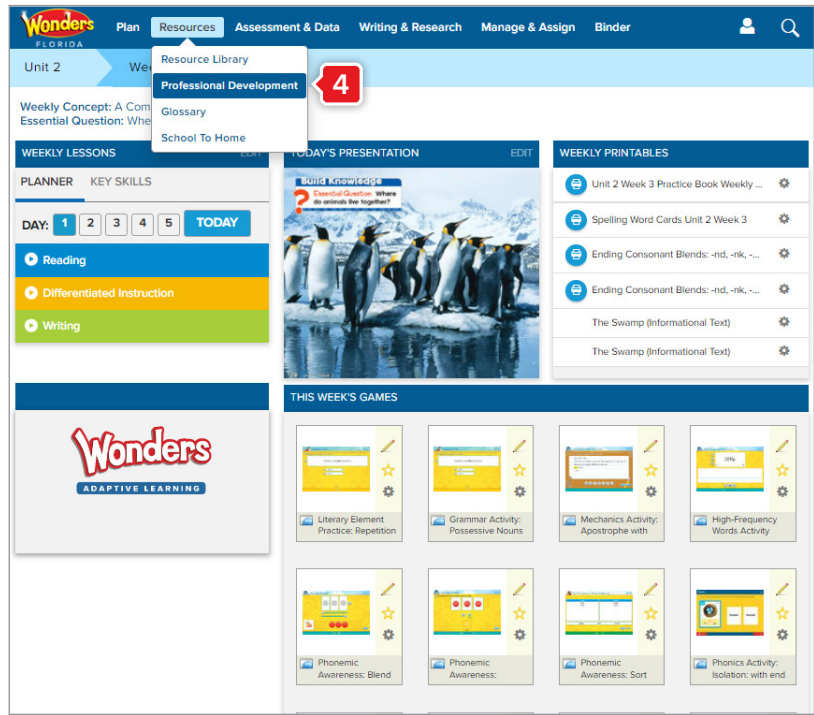 Wonders
FLORIDA
Plan Resources Assessment & Data Writing & Research Manage & Assign Binder
Resource Library
Professional Development
Glossary
School To Home
4
Unit 2
Weekly Concept: A Com
Essential Question: Whe
WEEKLY LESSONS EDIT
PLANNER KEY SKILLS
DAY: 1 2 3 4 5 TODAY
Reading
Differentiated Instruction
Writing
TODAY'S PRESENTATION EDIT
Build Knowledge
Essential Question Where
do animals live together?
WEEKLY PRINTABLES
Unit 2 Week 3 Practice Book Weekly ...
Spelling Word Cards Unit 2 Week 3
Ending Consonant Blends: -nd, -nk, -...
Ending Consonant Blends: -nd, -nk, -...
The Swamp (Informational Text)
The Swamp (Informational Text)
Wonders
ADAPTIVE LEARNING
THIS WEEK'S GAMES
Literary Element
Practice: Repetition
Grammar Activity:
Possessive Nouns
Mechanics Activity:
Apostrophe with
High-Frequency
Words Activity
Phonemic
Awareness: Blend
Phonemic
Awareness:
Phonemic
Awareness: Sort
Phonics Activity:
Isolation: with end